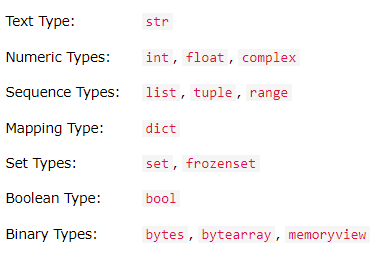 Text Type: str
Numeric Types: int, float, complex
Sequence Types: list, tuple, range
Mapping Type: dict
Set Types: set, frozenset
Boolean Type: bool
Binary Types: bytes, bytearray, memoryview